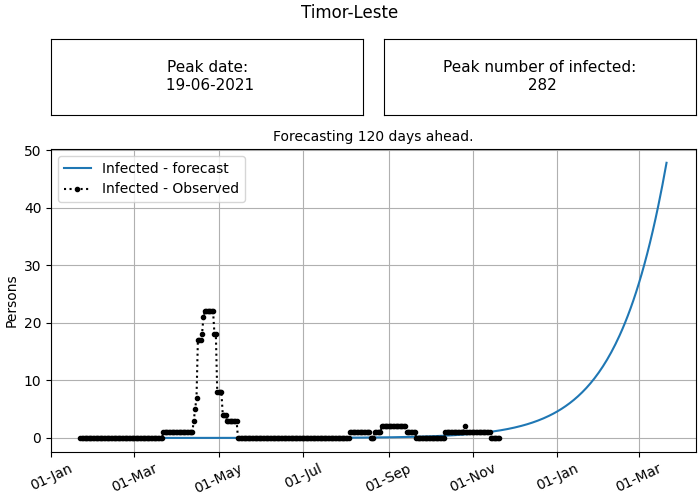 Timor-Leste
Peak date:
19-06-2021
Peak number of infected:
282
Forecasting 120 days ahead.
Infected - forecast
Infected - Observed
Persons
50
40
30
20
10
0
01-Jan
01-Mar
01-May
01-Jul
01-Sep
01-Nov
01-Jan
01-Mar